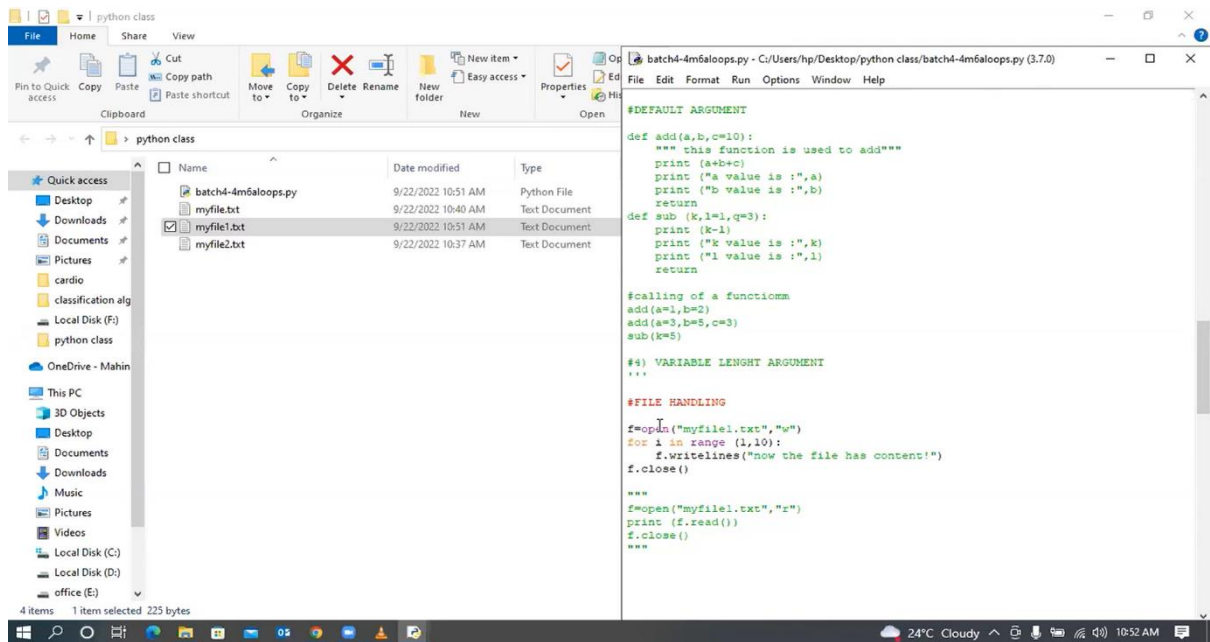 python class
File Home Share View
Pin to Quick access
Copy
Paste
Cut
Copy path
Paste shortcut
Move to
Copy to
Delete
Rename
New folder
New item
Easy access
Properties
Clipboard
Organize
New
Open
python class
Name Date modified Type
batch4-4m6aloops.py 9/22/2022 10:51 AM Python File
myfile.txt 9/22/2022 10:40 AM Text Document
myfile1.txt 9/22/2022 10:51 AM Text Document
myfile2.txt 9/22/2022 10:37 AM Text Document
Quick access
Desktop
Downloads
Documents
Pictures
cardio
classification alg
Local Disk (F:)
python class
OneDrive - Mahin
This PC
3D Objects
Desktop
Documents
Downloads
Music
Pictures
Videos
Local Disk (C:)
Local Disk (D:)
office (E:)
4 items 1 item selected 225 bytes
batch4-4m6aloops.py - C:/Users/hp/Desktop/python class/batch4-4m6aloops.py (3.7.0)
File Edit Format Run Options Window Help
#DEFAULT ARGUMENT
def add(a,b,c=10):
""" this function is used to add"""
print (a+b+c)
print ("a value is :",a)
print ("b value is :",b)
return
def sub (k,l=1,q=3):
print (k-l)
print ("k value is :",k)
print ("l value is :",l)
return
#calling of a functiomm
add(a=1,b=2)
add(a=3,b=5,c=3)
sub(k=5)
#4) VARIABLE LENGHT ARGUMENT
'''
#FILE HANDLING
f=open("myfile1.txt","w")
for i in range (1,10):
f.writelines("now the file has content!")
f.close()
"""
f=open("myfile1.txt","r")
print (f.read())
f.close()
"""
24°C Cloudy
10:52 AM